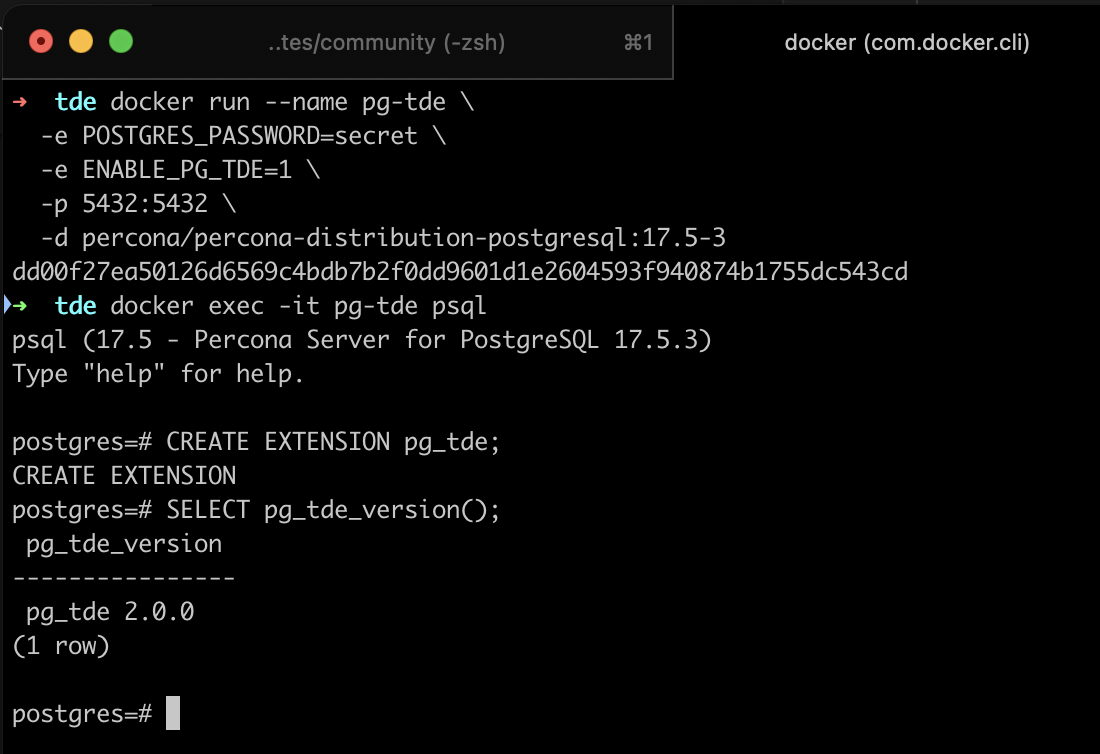 ..tes/community (-zsh) ⌘1 docker (com.docker.cli)
➜ tde docker run --name pg-tde \
-e POSTGRES_PASSWORD=secret \
-e ENABLE_PG_TDE=1 \
-p 5432:5432 \
-d percona/percona-distribution-postgresql:17.5-3
dd00f27ea50126d6569c4bdb7b2f0dd9601d1e2604593f940874b1755dc543cd
➜ tde docker exec -it pg-tde psql
psql (17.5 - Percona Server for PostgreSQL 17.5.3)
Type "help" for help.
postgres=# CREATE EXTENSION pg_tde;
CREATE EXTENSION
postgres=# SELECT pg_tde_version();
pg_tde_version
----------------
pg_tde 2.0.0
(1 row)
postgres=#